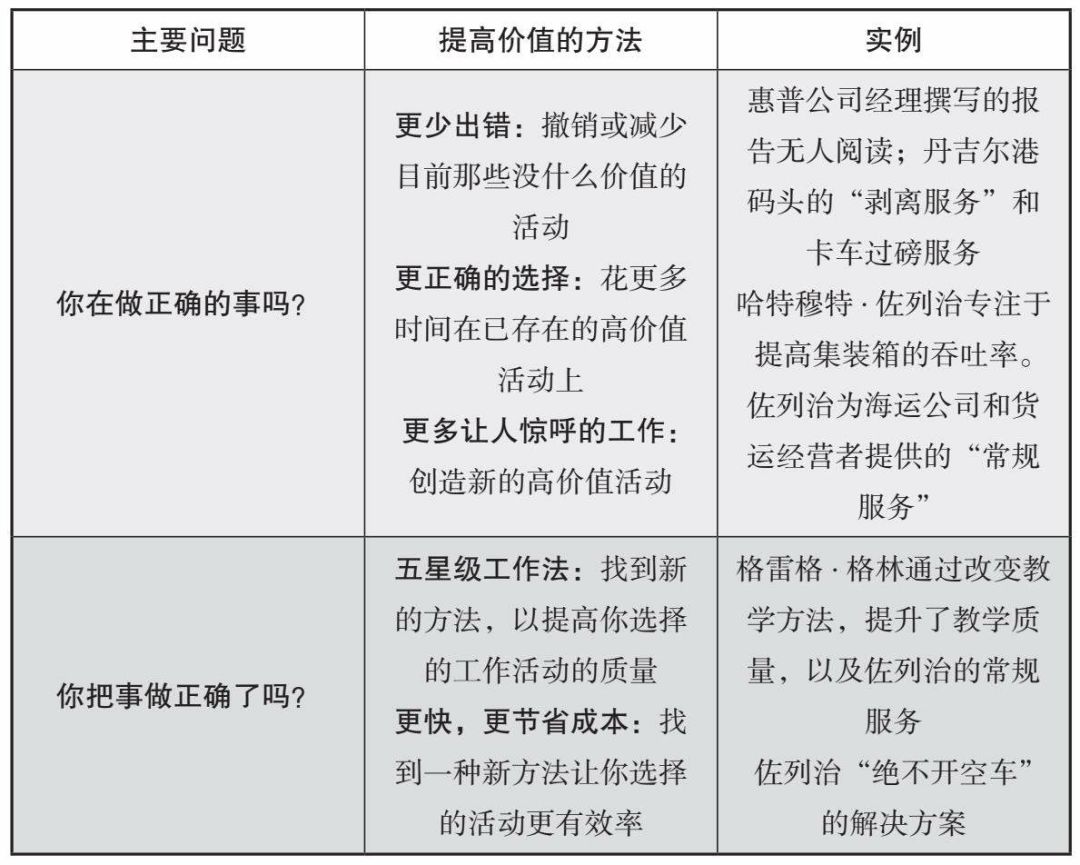 主要问题
提高价值的方法
实例
你在做正确的事吗？
更少出错：撤销或减少
目前那些没什么价值的
活动
更正确的选择：花更多
时间在已存在的高价值
活动上
更多让人惊呼的工作：
创造新的高价值活动
惠普公司经理撰写的报
告无人阅读；丹吉尔港
码头的“剥离服务”和
卡车过磅服务
哈特穆特·佐列治专注于
提高集装箱的吞吐率。
佐列治为海运公司和货
运经营者提供的“常规
服务”
你把事做正确了吗？
五星级工作法：找到新
的方法，以提高你选择
的工作活动的质量
更快，更节省成本：找
到一种新方法让你选择
的活动更有效率
格雷格·格林通过改变教
学方法，提升了教学质
量，以及佐列治的常规
服务
佐列治“绝不开空车”
的解决方案